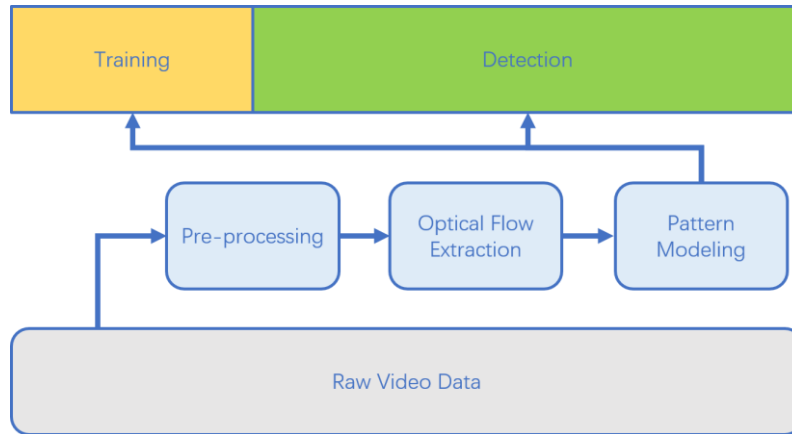 Training
Detection
Pre-processing
Optical Flow
Extraction
Pattern
Modeling
Raw Video Data